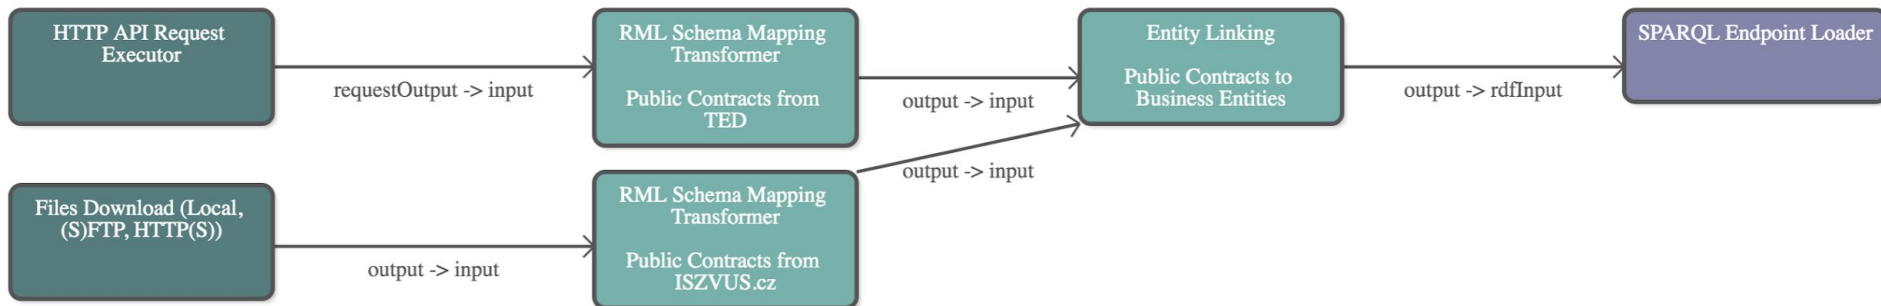 HTTP API Request
Executor
requestOutput -> input
RML Schema Mapping
Transformer
Public Contracts from
TED
output -> input
Entity Linking
Public Contracts to
Business Entities
output -> rdfInput
SPARQL Endpoint Loader
Files Download (Local,
(S)FTP, HTTP(S))
output -> input
RML Schema Mapping
Transformer
Public Contracts from
ISZVUS.cz
output -> input